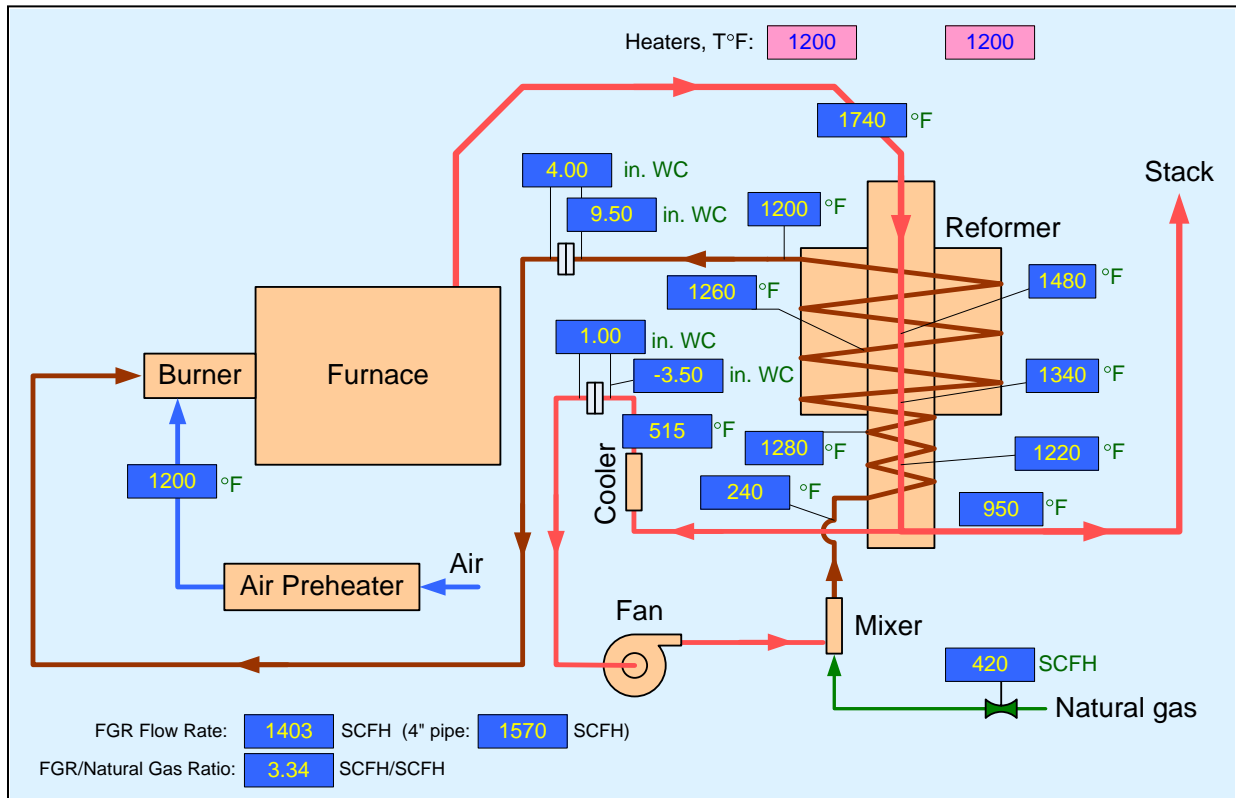 Heaters, T°F: 1200 1200
1740 °F
4.00 in. WC
Stack
9.50 in. WC
1200 °F
Reformer
1480 °F
1260 °F
1.00 in. WC
Burner
Furnace
-3.50 in. WC
1340 °F
515 °F
1280 °F
1220 °F
1200 °F
Cooler
240 °F
950 °F
Air
Air Preheater
Fan
Mixer
420 SCFH
Natural gas
FGR Flow Rate: 1403 SCFH (4" pipe: 1570 SCFH)
FGR/Natural Gas Ratio: 3.34 SCFH/SCFH